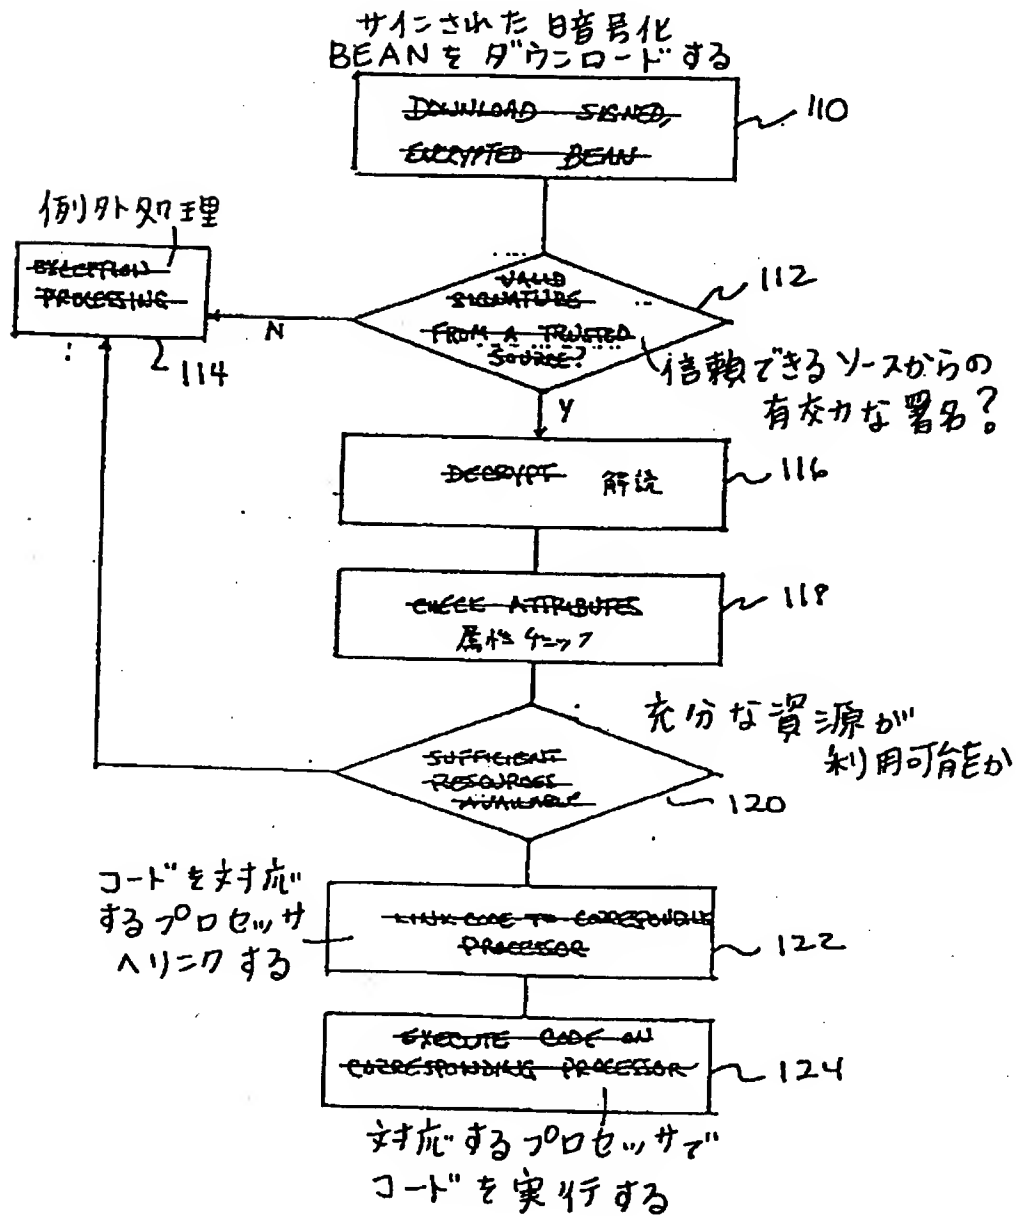 サインされた暗号化
BEANを ダウンロードする
DOWNLOAD SIGNED,
ENCRYPTED BEAN
110
例外処理
EXCEPTION
PROCESSING
114
N
VALID
SIGNATURE
FROM A TRUSTED
SOURCE?
112
信頼できるソースからの
有効な署名?
Y
DECRYPT 解読
116
CHECK ATTRIBUTES
属性チェック
118
SUFFICIENT
RESOURCES
AVAILABLE
充分な資源が
利用可能か
120
コードを対応
するプロセッサ
へリンクする
LINK CODE TO CORRESPONDING
PROCESSOR
122
EXECUTE CODE ON
CORRESPONDING PROCESSOR
124
対応するプロセッサで
コードを実行する